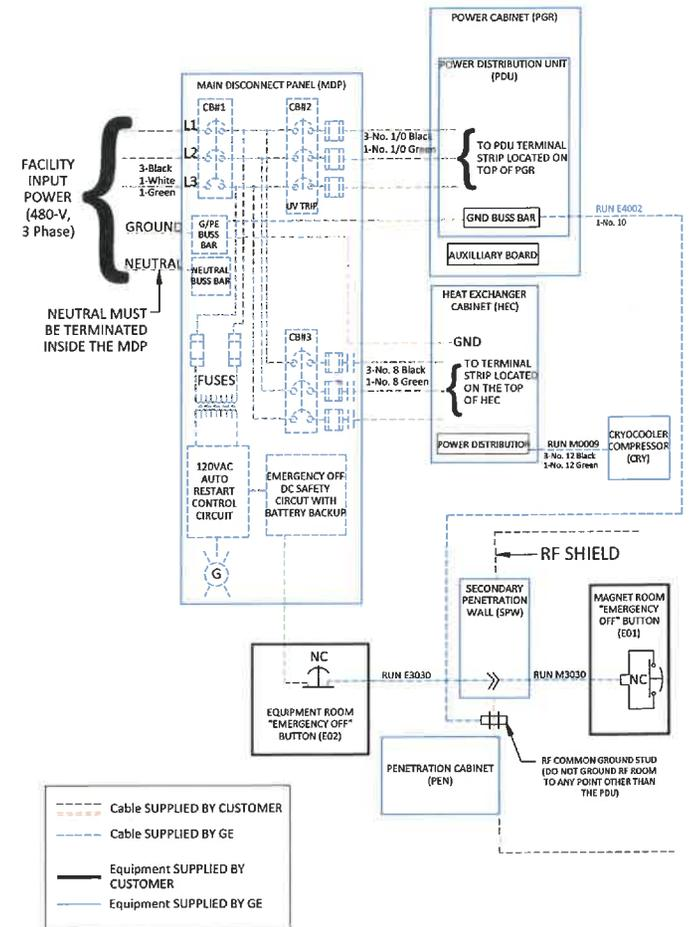 POWER CABINET (PGR)
POWER DISTRIBUTION UNIT
(PDU)
MAIN DISCONNECT PANEL (MDP)
CB#1
CB#2
L1
L2
L3
3-No. 1/0 Black
1-No. 1/0 Green
TO PDU TERMINAL
STRIP LOCATED ON
TOP OF PGR
FACILITY
INPUT
POWER
(480-V,
3 Phase)
3-Black
1-White
1-Green
UV TRIP
GND BUSS BAR
RUN E4002
1-No. 10
GROUND
G/PE
BUSS
BAR
AUXILLIARY BOARD
NEUTRAL
NEUTRAL
BUSS BAR
HEAT EXCHANGER
CABINET (HEC)
NEUTRAL MUST
BE TERMINATED
INSIDE THE MDP
CB#3
GND
FUSES
3-No. 8 Black
1-No. 8 Green
TO TERMINAL
STRIP LOCATED
ON THE TOP
OF HEC
POWER DISTRIBUTION
RUN M0009
3-No. 12 Black
1-No. 12 Green
CRYOCOOLER
COMPRESSOR
(CRY)
120VAC
AUTO
RESTART
CONTROL
CIRCUIT
EMERGENCY OFF
DC SAFETY
CIRCUT WITH
BATTERY BACKUP
G
RF SHIELD
SECONDARY
PENETRATION
WALL (SPW)
MAGNET ROOM
"EMERGENCY
OFF" BUTTON
(E01)
NC
NC
RUN E3030
RUN M3030
EQUIPMENT ROOM
"EMERGENCY OFF"
BUTTON (E02)
PENETRATION CABINET
(PEN)
RF COMMON GROUND STUD
(DO NOT GROUND RF ROOM
TO ANY POINT OTHER THAN
THE PDU)
Cable SUPPLIED BY CUSTOMER
Cable SUPPLIED BY GE
Equipment SUPPLIED BY
CUSTOMER
Equipment SUPPLIED BY GE